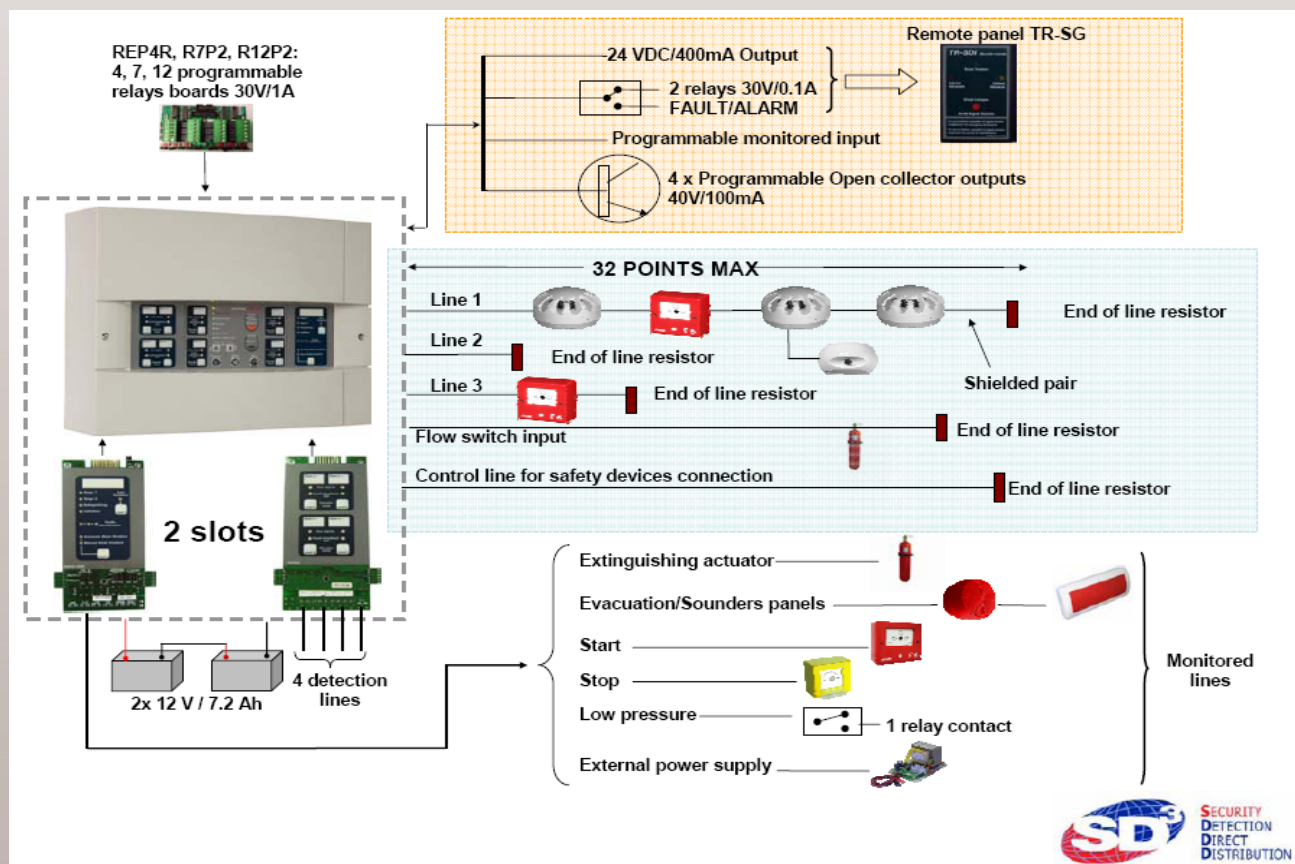 REP4R, R7P2, R12P2:
4, 7, 12 programmable
relays boards 30V/1A
24 VDC/400mA Output
2 relays 30V/0.1A
FAULT/ALARM
Programmable monitored input
4 x Programmable Open collector outputs
40V/100mA
Remote panel TR-SG
32 POINTS MAX
Line 1
End of line resistor
Line 2
End of line resistor
Shielded pair
Line 3
End of line resistor
Flow switch input
End of line resistor
Control line for safety devices connection
End of line resistor
2 slots
2x 12 V / 7.2 Ah
4 detection
lines
Extinguishing actuator
Evacuation/Sounders panels
Start
Stop
Low pressure
1 relay contact
External power supply
Monitored
lines
SD3
SECURITY
DETECTION
DIRECT
DISTRIBUTION